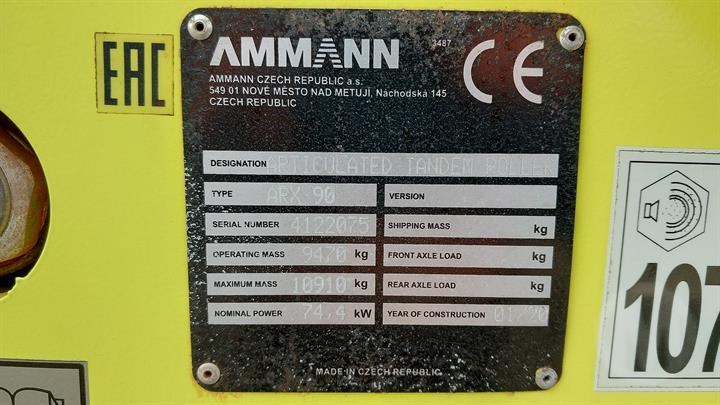 EAC
AMMANN
3487
CE
AMMANN CZECH REPUBLIC a.s.
549 01 NOVÉ MĚSTO NAD METUJÍ, Náchodská 145
CZECH REPUBLIC
DESIGNATION ARTICULATED TANDEM ROLLER
TYPE ARX 90
VERSION
SERIAL NUMBER 4122075
SHIPPING MASS kg
OPERATING MASS 9470 kg
FRONT AXLE LOAD kg
MAXIMUM MASS 10910 kg
REAR AXLE LOAD kg
NOMINAL POWER 74,4 kW
YEAR OF CONSTRUCTION 01/20
MADE IN CZECH REPUBLIC
107